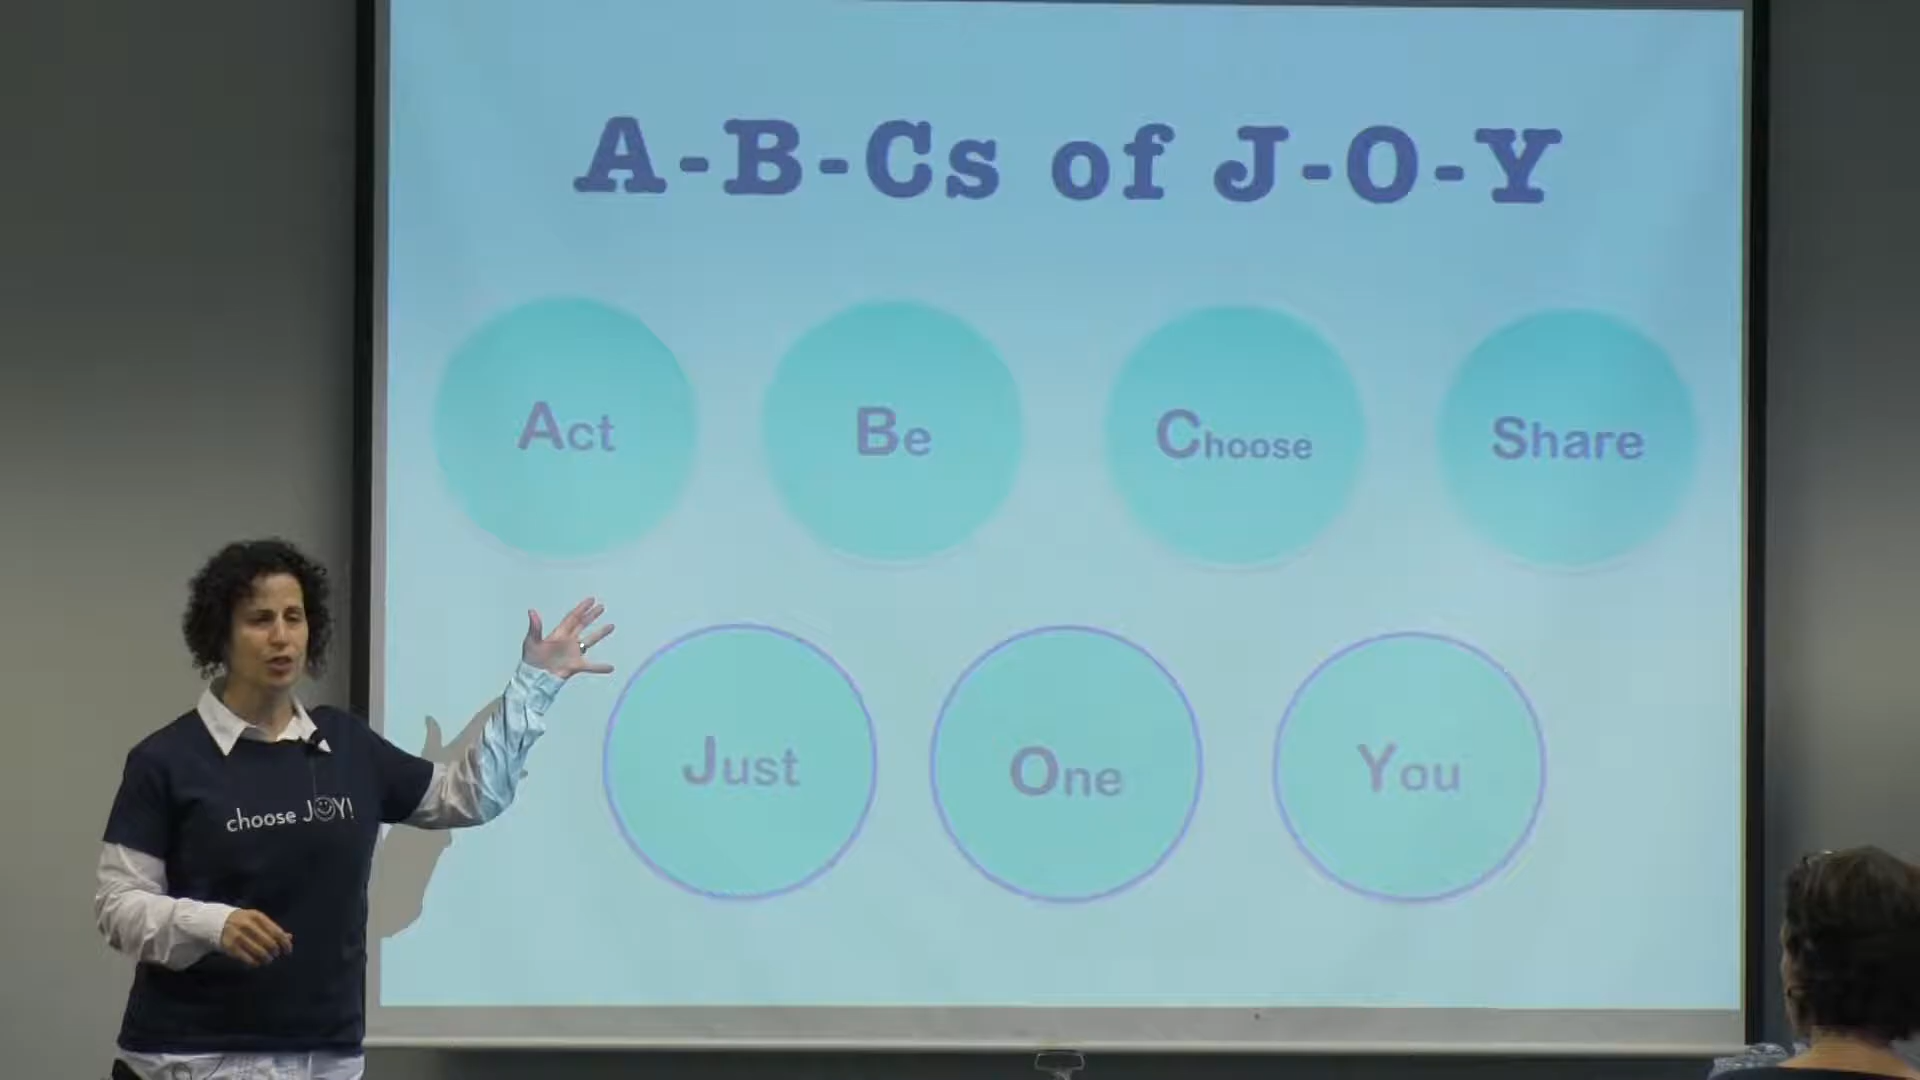 A-B-Cs of J-O-Y
Act
Be
Choose
Share
Just
One
You
choose JOY!